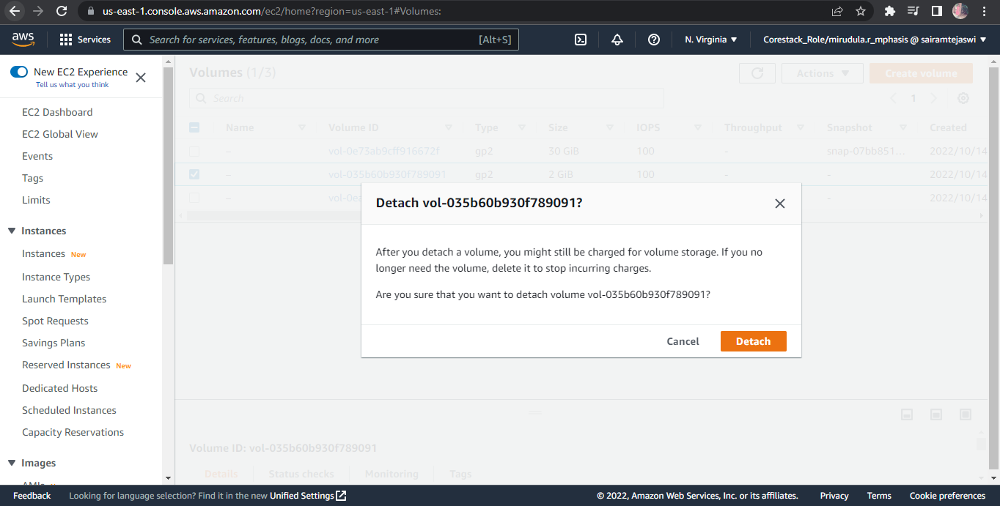 us-east-1.console.aws.amazon.com/ec2/home?region=us-east-1#Volumes:
aws Services Search for services, features, blogs, docs, and more [Alt+S] N. Virginia Corestack_Role/mirudula.r_mphasis @ sairamtejaswi
New EC2 Experience
Tell us what you think
EC2 Dashboard
EC2 Global View
Events
Tags
Limits
Instances
Instances New
Instance Types
Launch Templates
Spot Requests
Savings Plans
Reserved Instances New
Dedicated Hosts
Scheduled Instances
Capacity Reservations
Images
Volumes (1/3) Actions Create volume
Search 1
Name Volume ID Type Size IOPS Throughput Snapshot Created
– vol-0e73ab9cff916672f gp2 30 GiB 100 - snap-07bb851... 2022/10/14
– vol-035b60b930f789091 gp2 2 GiB 100 - - 2022/10/14
– - 2022/10/14
Detach vol-035b60b930f789091?
After you detach a volume, you might still be charged for volume storage. If you no
longer need the volume, delete it to stop incurring charges.
Are you sure that you want to detach volume vol-035b60b930f789091?
Cancel Detach
Volume ID: vol-035b60b930f789091
Details Status checks Monitoring Tags
Feedback Looking for language selection? Find it in the new Unified Settings © 2022, Amazon Web Services, Inc. or its affiliates. Privacy Terms Cookie preferences